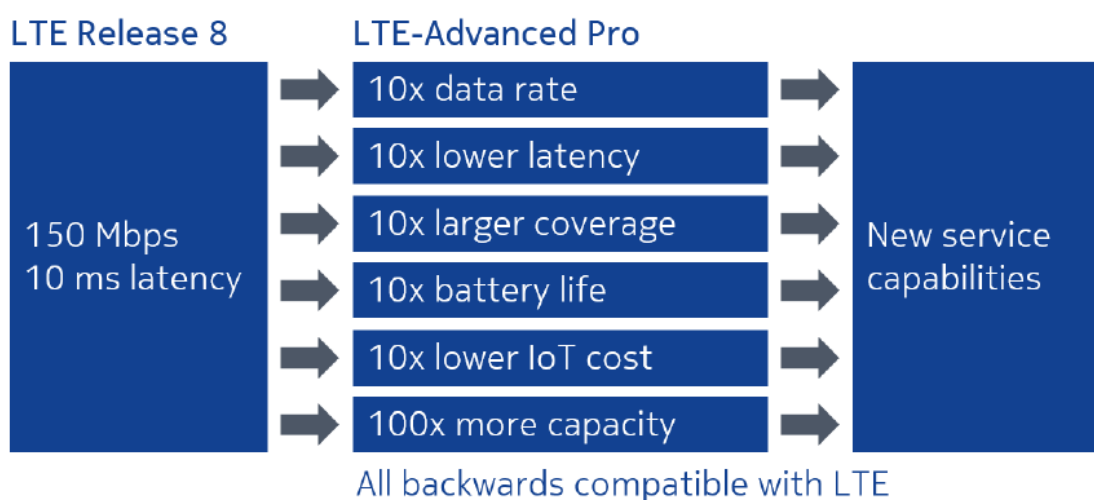 LTE Release 8
LTE-Advanced Pro
150 Mbps
10 ms latency
10x data rate
10x lower latency
10x larger coverage
10x battery life
10x lower IoT cost
100x more capacity
New service
capabilities
All backwards compatible with LTE